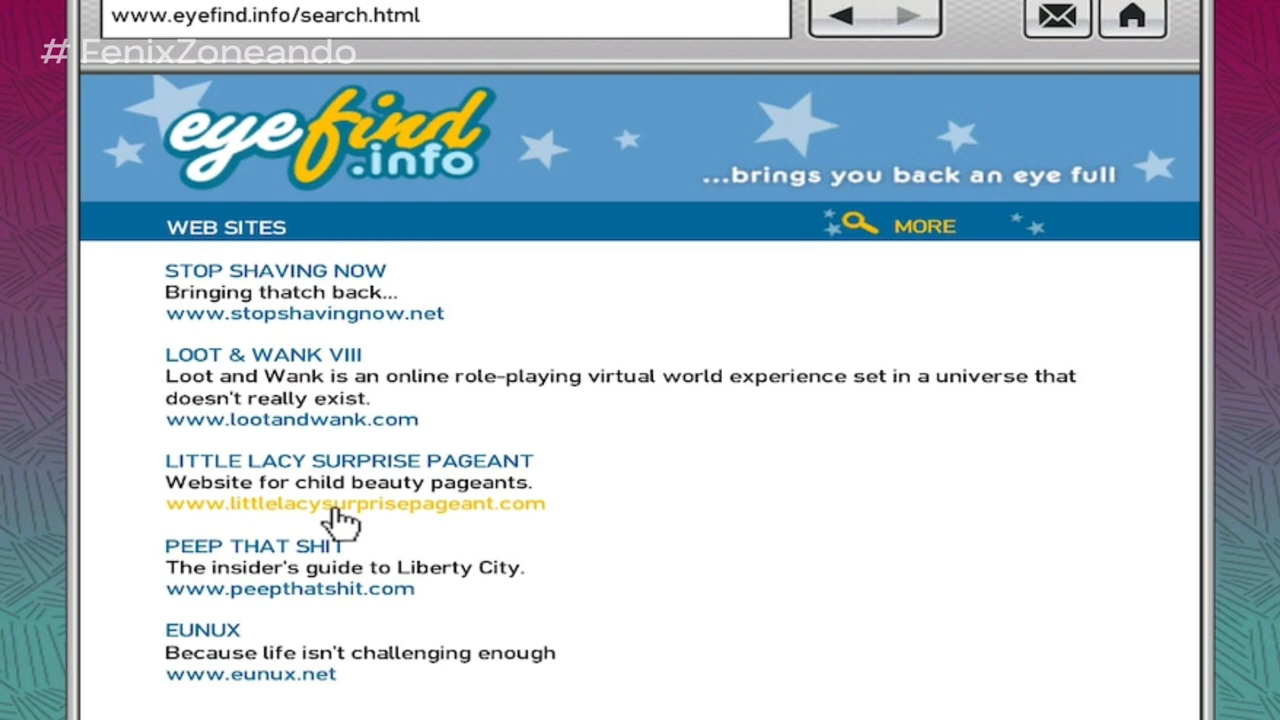 www.eyefind.info/search.html
# FenixZoneando
eyefind
.info
...brings you back an eye full
WEB SITES
MORE
STOP SHAVING NOW
Bringing thatch back...
www.stopshavingnow.net
LOOT & WANK VIII
Loot and Wank is an online role-playing virtual world experience set in a universe that
doesn't really exist.
www.lootandwank.com
LITTLE LACY SURPRISE PAGEANT
Website for child beauty pageants.
www.littlelacysurprisepageant.com
PEEP THAT SHIT
The insider's guide to Liberty City.
www.peepthatshit.com
EUNUX
Because life isn't challenging enough
www.eunux.net